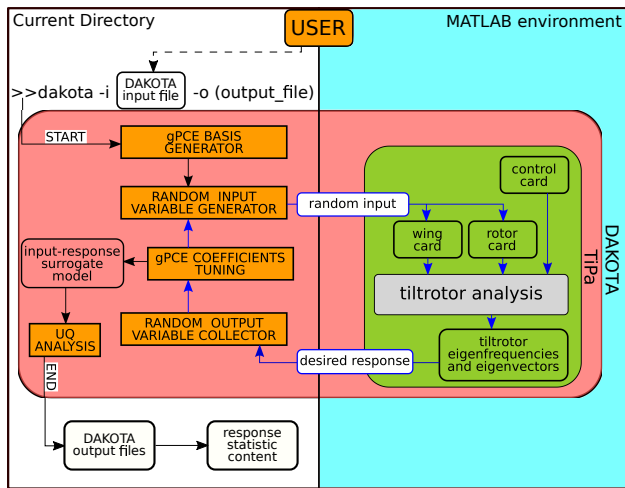 Current Directory
USER
MATLAB environment
>>dakota -i
DAKOTA
input file
-o (output_file)
START
gPCE BASIS
GENERATOR
RANDOM INPUT
VARIABLE GENERATOR
random input
control
card
wing
card
rotor
card
input-response
surrogate
model
gPCE COEFFICIENTS
TUNING
tiltrotor analysis
DAKOTA
TiPa
UQ
ANALYSIS
RANDOM OUTPUT
VARIABLE COLLECTOR
desired response
tiltrotor
eigenfrequencies
and eigenvectors
END
DAKOTA
output files
response
statistic
content